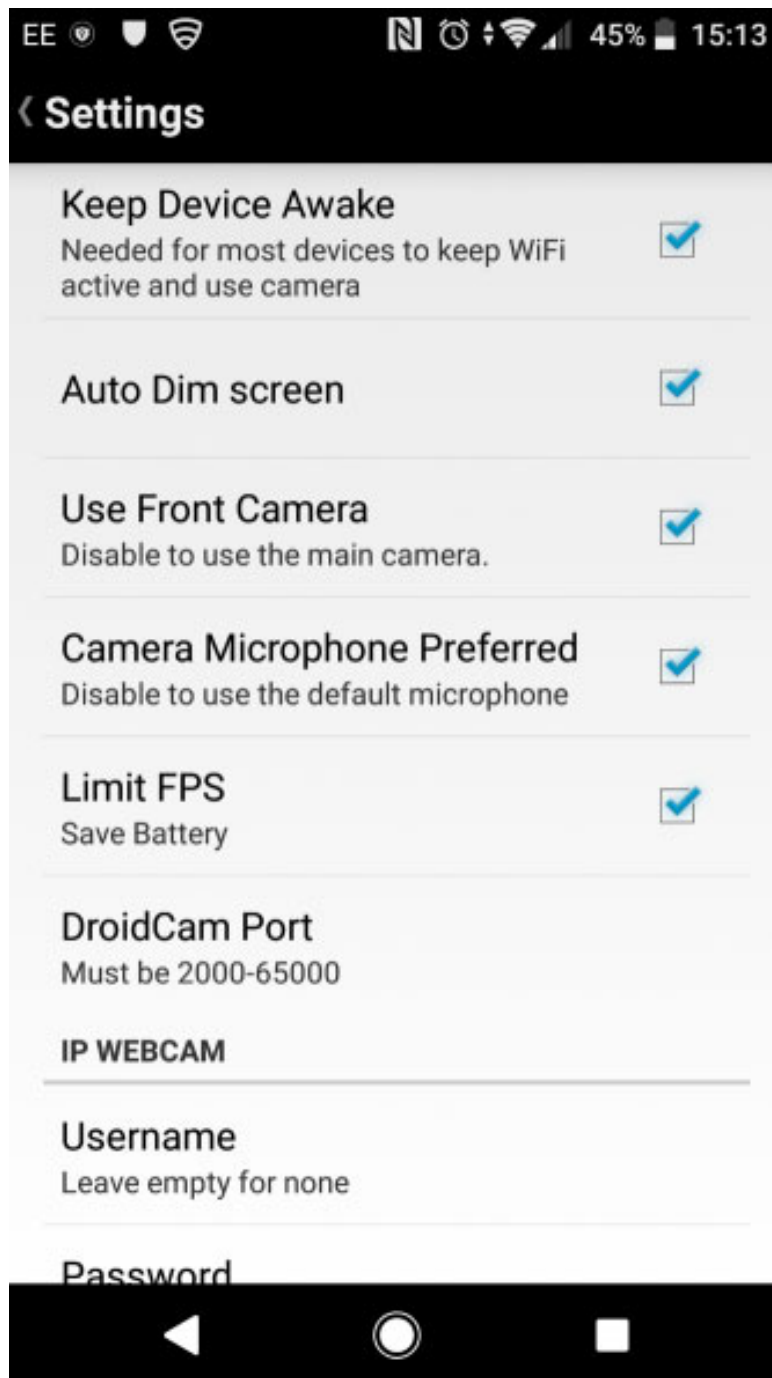 EE 45% 15:13
Settings
Keep Device Awake
Needed for most devices to keep WiFi
active and use camera
Auto Dim screen
Use Front Camera
Disable to use the main camera.
Camera Microphone Preferred
Disable to use the default microphone
Limit FPS
Save Battery
DroidCam Port
Must be 2000-65000
IP WEBCAM
Username
Leave empty for none
Password